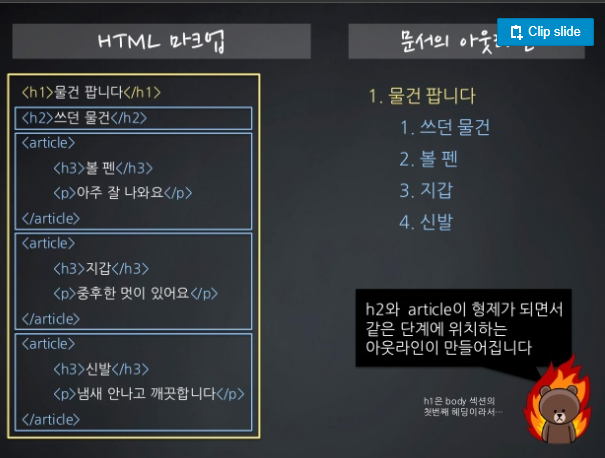 HTML 마크업
<h1>물건 팝니다</h1>
<h2>쓰던 물건</h2>
<article>
<h3>볼 펜</h3>
<p>아주 잘 나와요</p>
</article>
<article>
<h3>지갑</h3>
<p>중후한 멋이 있어요</p>
</article>
<article>
<h3>신발</h3>
<p>냄새 안나고 깨끗합니다</p>
</article>
Clip slide
문서의 아웃
1. 물건 팝니다
1. 쓰던 물건
2. 볼 펜
3. 지갑
4. 신발
h2와 article이 형제가 되면서
같은 단계에 위치하는
아웃라인이 만들어집니다
h1은 body 섹션의
첫번째 헤딩이라서…